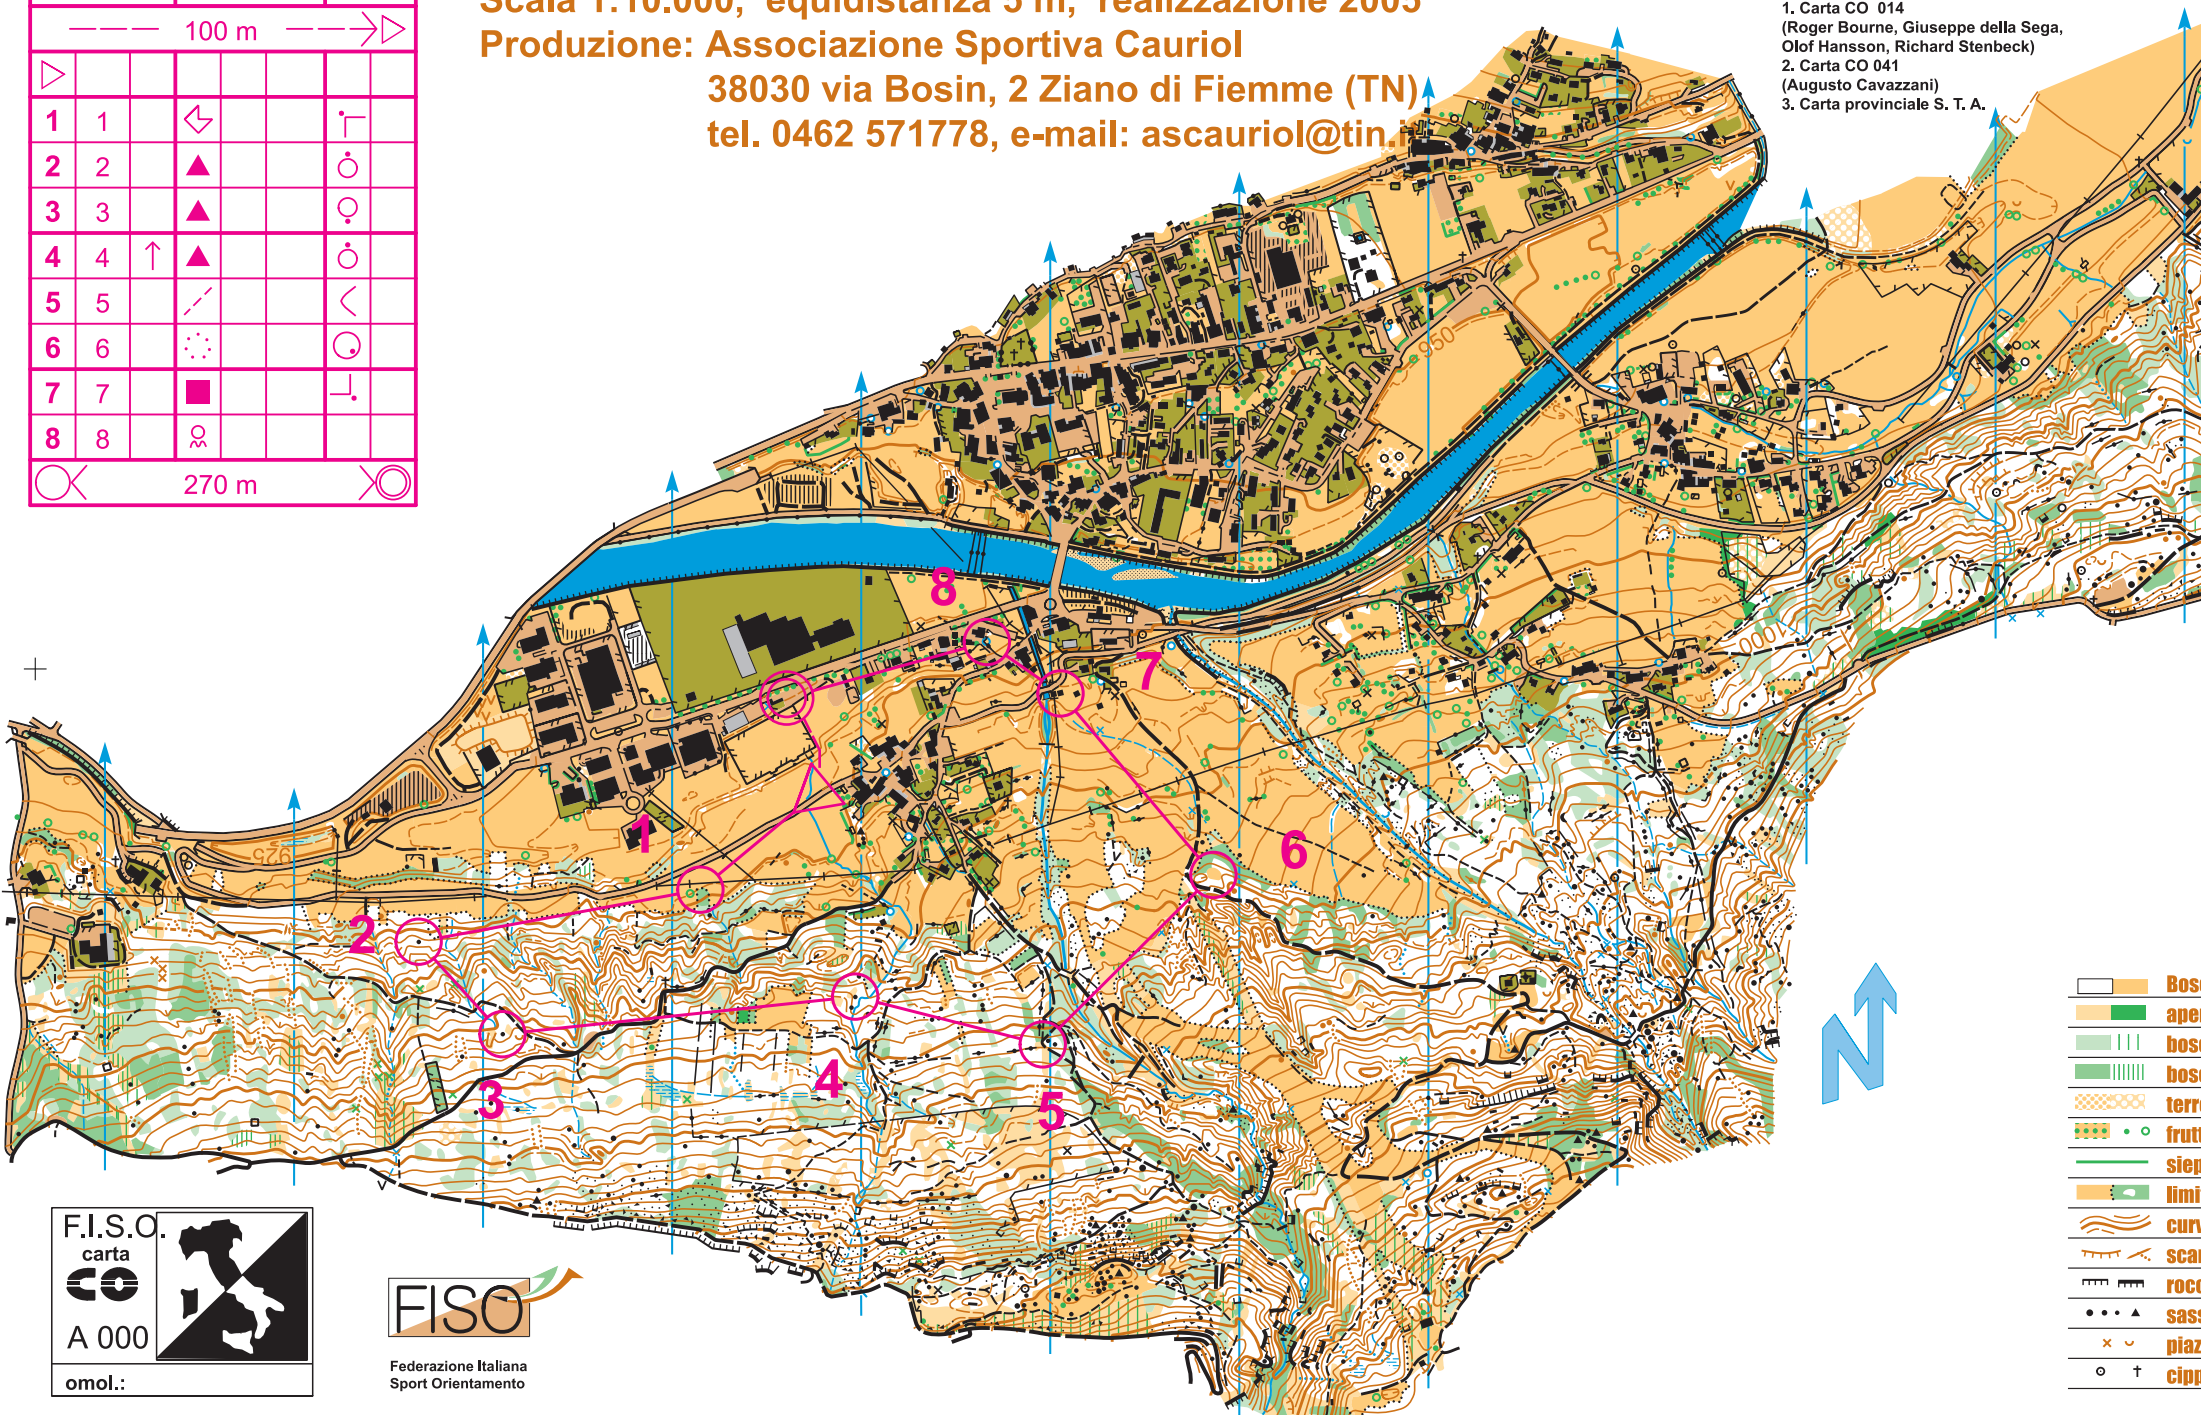 Scala 1:10.000, equidistanza 5 m, realizzazione 2005
Produzione: Associazione Sportiva Cauriol
38030 via Bosin, 2 Ziano di Fiemme (TN)
tel. 0462 571778, e-mail: ascauriol@tin.it
1. Carta CO 014
(Roger Bourne, Giuseppe della Sega,
Olof Hansson, Richard Stenbeck)
2. Carta CO 041
(Augusto Cavazzani)
3. Carta provinciale S. T. A.
100 m
1 1
2 2
3 3
4 4
5 5
6 6
7 7
8 8
270 m
950
8
7
1000
1
6
925
2
3
4
5
N
F.I.S.O.
carta
CO
A 000
omol.:
FISO
Federazione Italiana
Sport Orientamento